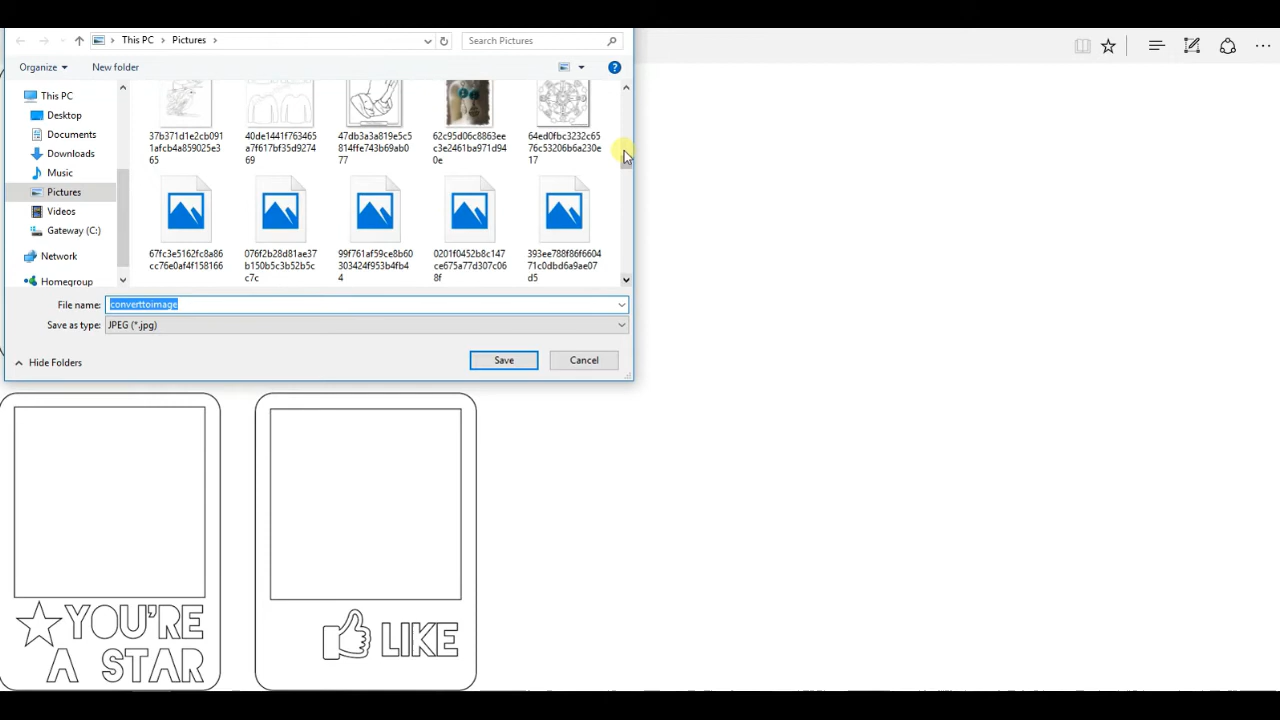 This PC > Pictures >
Search Pictures
Organize
New folder
This PC
Desktop
Documents
Downloads
Music
Pictures
Videos
Gateway (C:)
Network
Homegroup
37b371d1e2cb091
1afcb4a859025e3
65
40de1441f763465
a7f617bf35d9274
69
47db3a3a819e5c5
814ffe743b69ab0
77
62c95d06c8863ee
c3e2461ba971d94
0e
64ed0fbc3232c65
76c53206b6a230e
17
67fc3e5162fc8a86
cc76e0af4f158166
076f2b28d81ae37
b150b5c3b52b5c
c7c
99f761af59ce8b60
303424f953b4fb4
4
0201f0452b8c147
ce675a77d307c06
8f
393ee788f86f6604
71c0dbd6a9ae07
d5
File name: converttoimage
Save as type: JPEG (*.jpg)
Hide Folders
Save
Cancel
YOU'RE
A STAR
LIKE